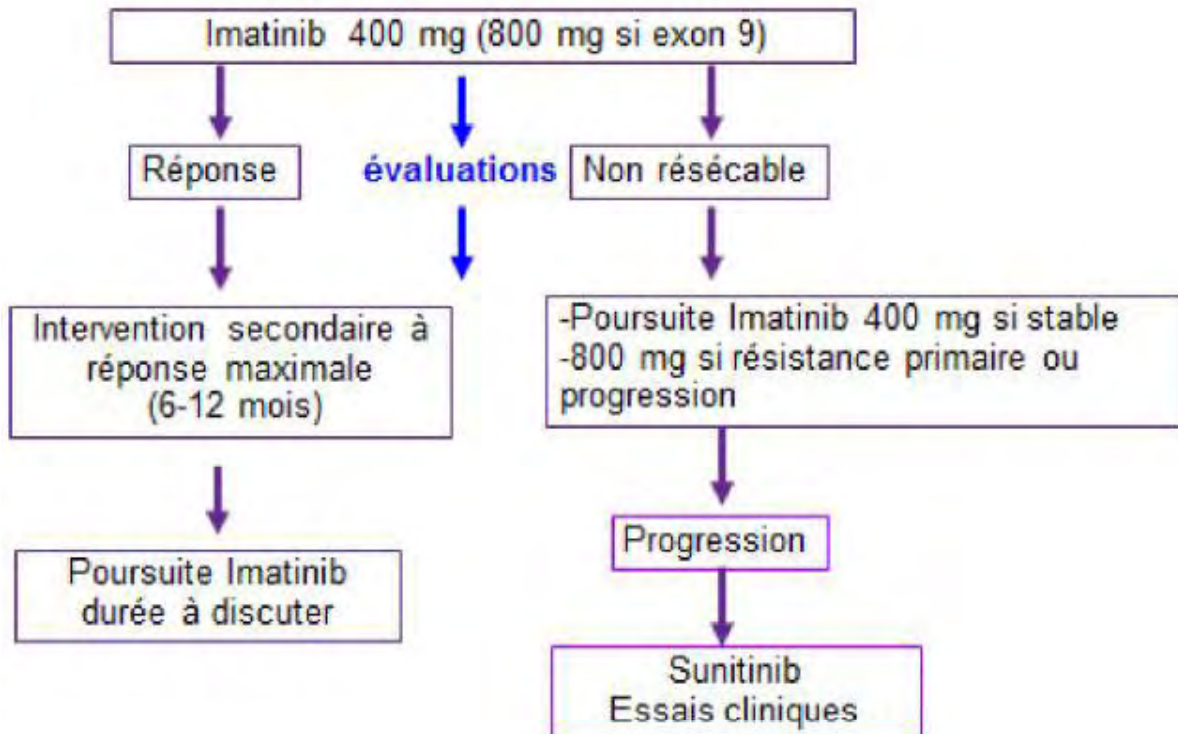 Imatinib 400 mg (800 mg si exon 9)
Réponse
évaluations
Non résécable
Intervention secondaire à
réponse maximale
(6-12 mois)
-Poursuite Imatinib 400 mg si stable
-800 mg si résistance primaire ou
progression
Poursuite Imatinib
durée à discuter
Progression
Sunitinib
Essais cliniques